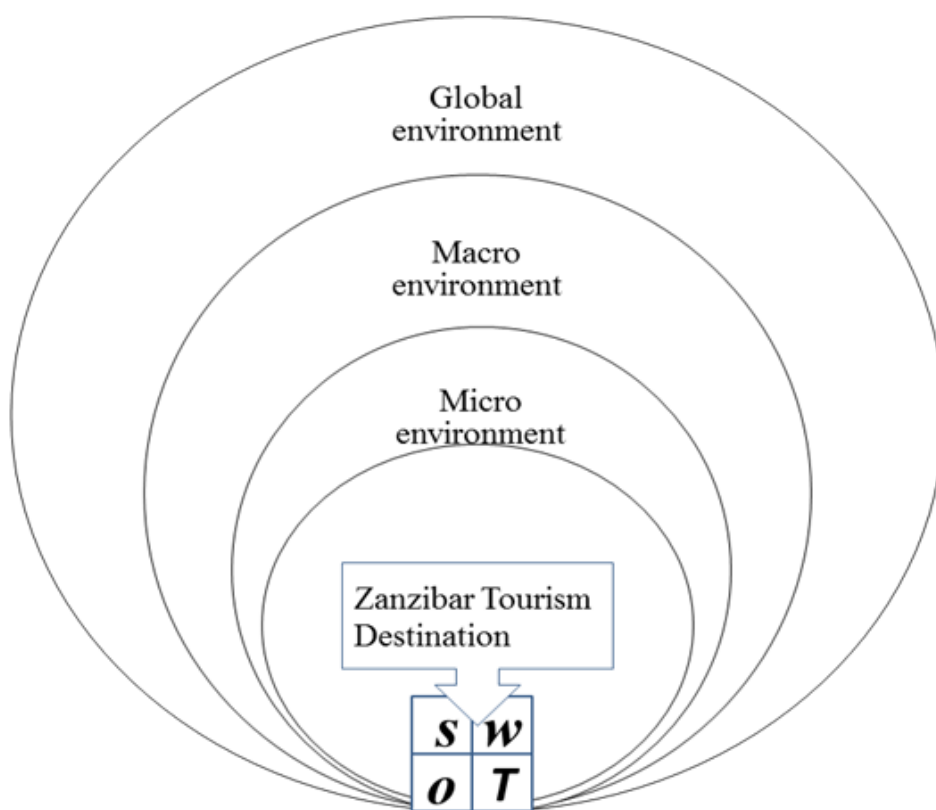 Global
environment
Macro
environment
Micro
environment
Zanzibar Tourism
Destination
s w
o T